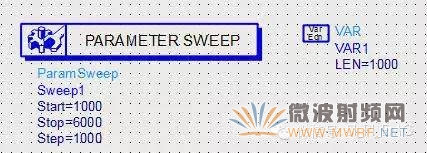 PARAMETER SWEEP
ParamSweep
Sweep1
Start=1000
Stop=6000
Step=1000
Var
Eqn
VAR
VAR1
LEN=1000
微波射频网
WWW.MWRF.NET